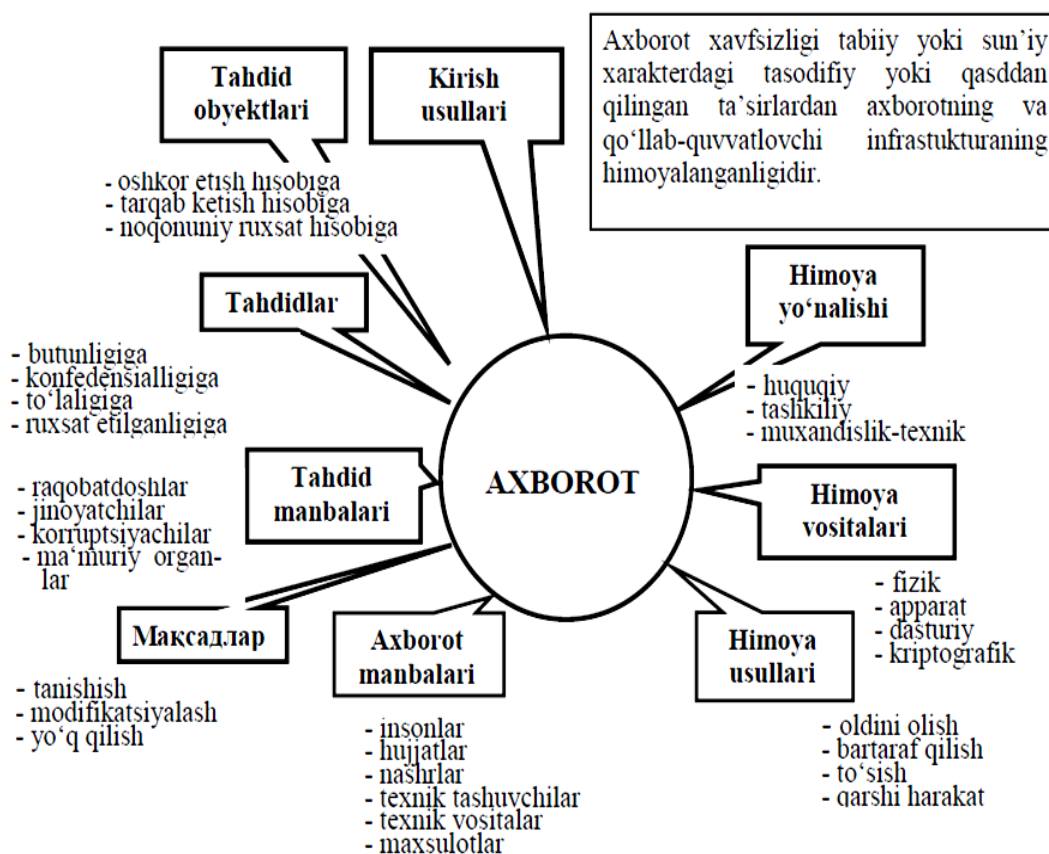 Tahdid
obyektlari
Kirish
usullari
Axborot xavfsizligi tabiiy yoki sun’iy
xarakterdagi tasodifiy yoki qasddan
qilingan ta’sirlardan axborotning va
qo‘llab-quvvatlovchi infrastukturaning
himoyalanganligidir.
- oshkor etish hisobiga
- tarqab ketish hisobiga
- noqonuniy ruxsat hisobiga
Tahdidlar
- butunligiga
- konfedensialligiga
- to‘laligiga
- ruxsat etilganligiga
Himoya
yo‘nalishi
- huquqiy
- tashkiliy
- muxandislik-texnik
Tahdid
manbalari
- raqobatdoshlar
- jinoyatchilar
- korruptsiyachilar
- ma‘muriy organ-
lar
AXBOROT
Himoya
vositalari
- fizik
- apparat
- dasturiy
- kriptografik
Мақсадлар
- tanishish
- modifikatsiyalash
- yo‘q qilish
Axborot
manbalari
- insonlar
- hujjatlar
- nashrlar
- texnik tashuvchilar
- texnik vositalar
- maxsulotlar
Himoya
usullari
- oldini olish
- bartaraf qilish
- to‘sish
- qarshi harakat